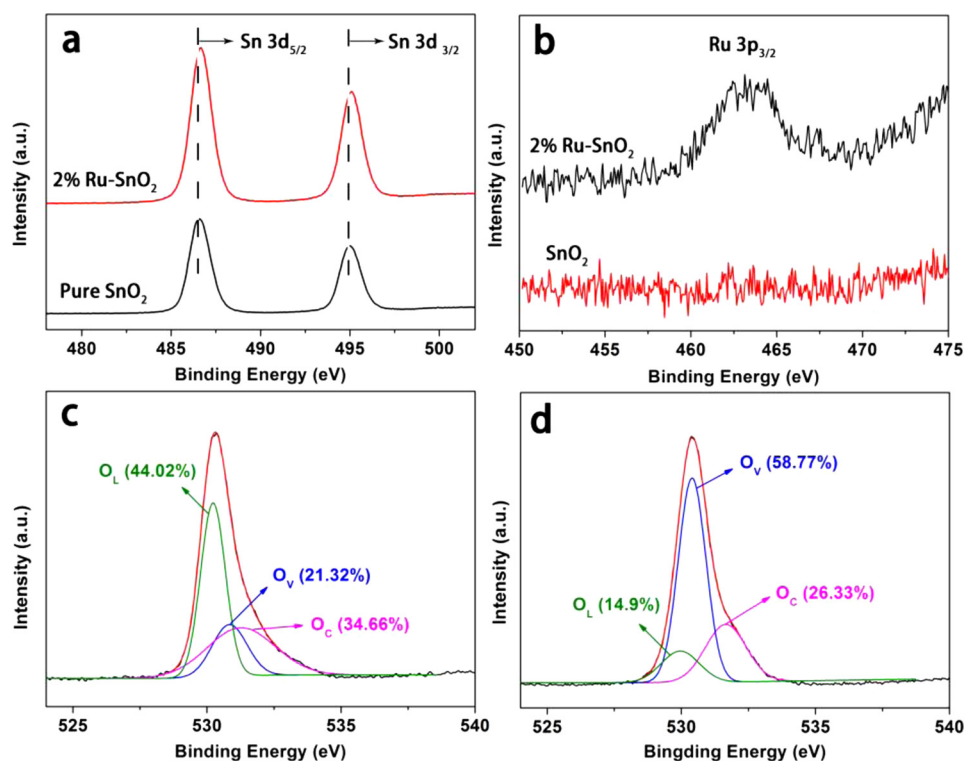 a
Sn 3d5/2
Sn 3d 3/2
2% Ru-SnO2
Pure SnO2
Intensity (a.u.)
480 485 490 495 500
Binding Energy (eV)
b
Ru 3p3/2
2% Ru-SnO2
SnO2
Intensity (a.u.)
450 455 460 465 470 475
Binding Energy (eV)
c
OL (44.02%)
OV (21.32%)
OC (34.66%)
Intensity (a.u.)
525 530 535 540
Binding Energy (eV)
d
OV (58.77%)
OL (14.9%)
OC (26.33%)
Intensity (a.u.)
525 530 535 540
Bingding Energy (eV)